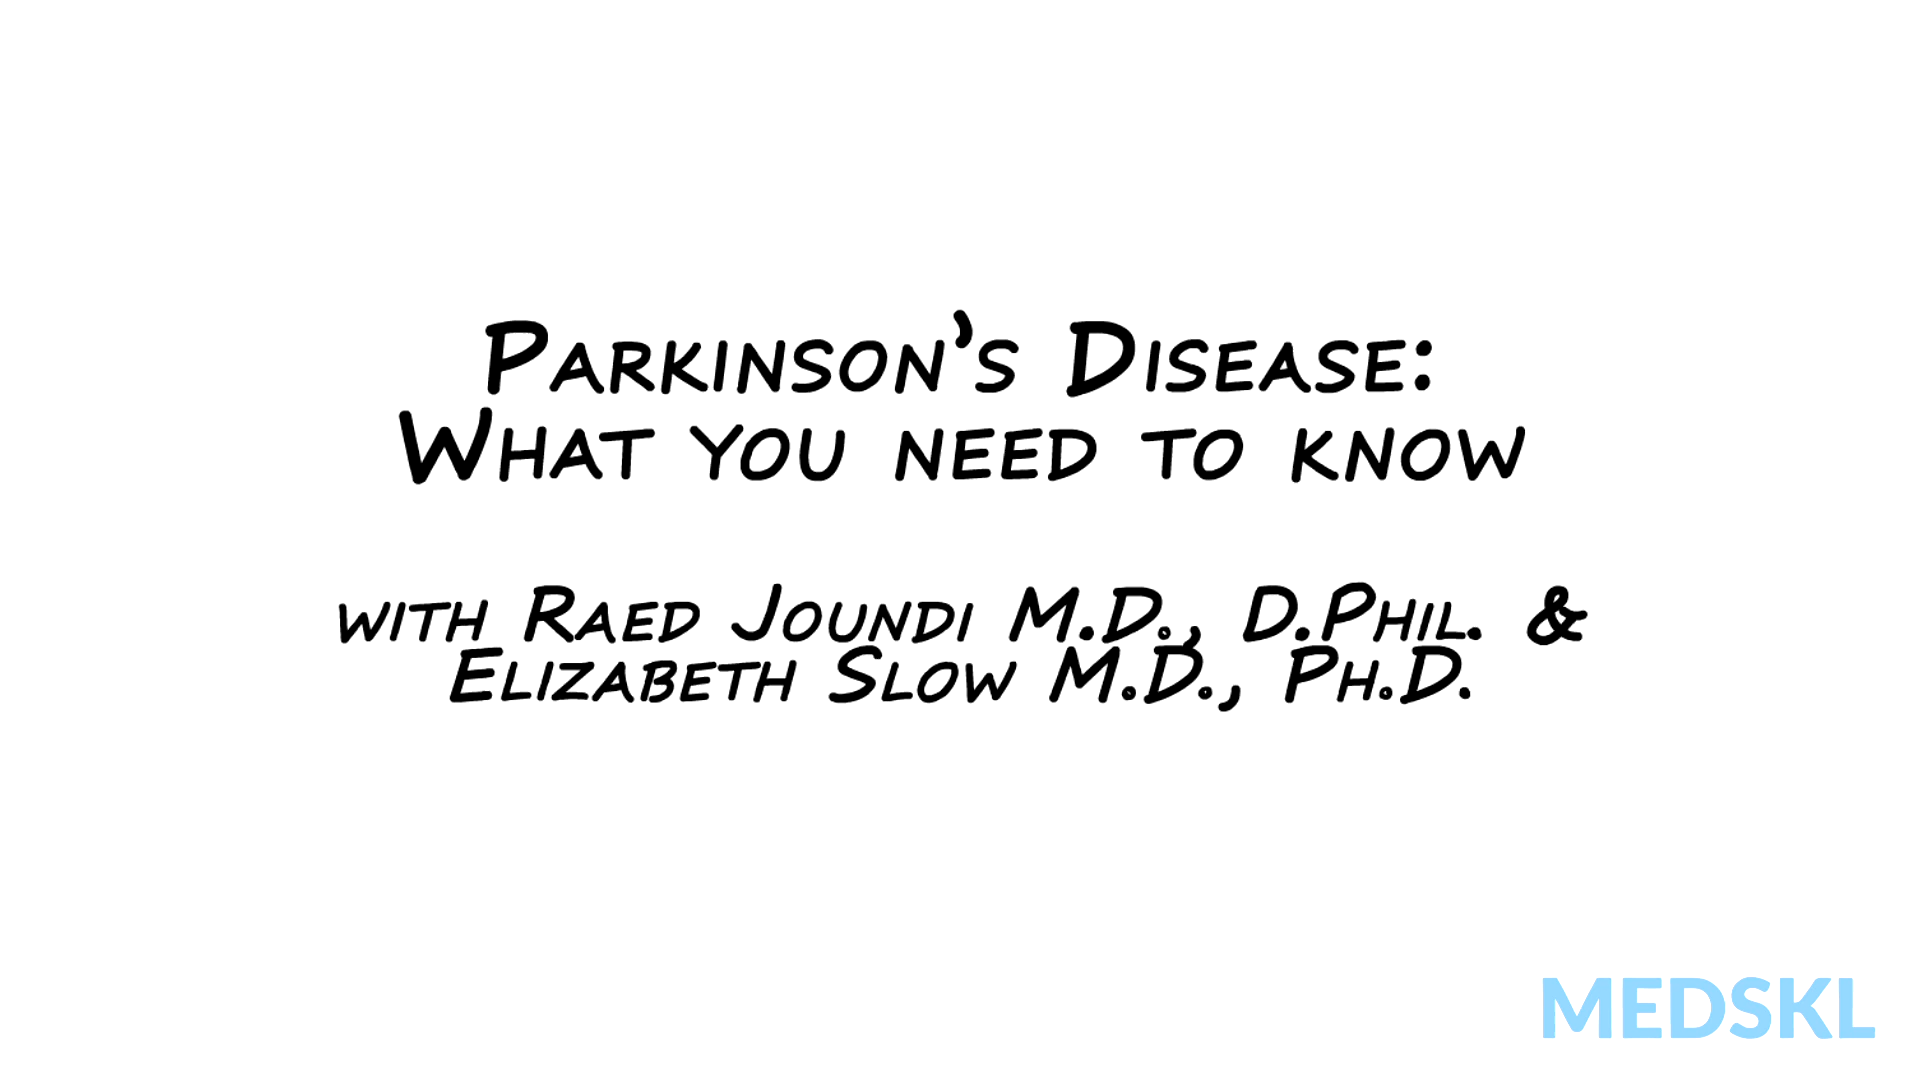 Parkinson's Disease:
What you need to know
with Raed Joundi M.D., D.Phil. &
Elizabeth Slow M.D., Ph.D.
MEDSKL